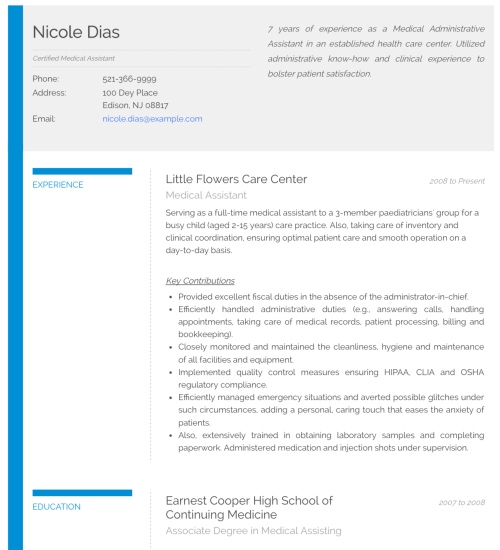 Nicole Dias
Certified Medical Assistant
Phone: 521-366-9999
Address: 100 Dey Place
Edison, NJ 08817
Email: nicole.dias@example.com
7 years of experience as a Medical Administrative
Assistant in an established health care center. Utilized
administrative know-how and clinical experience to
bolster patient satisfaction.
EXPERIENCE
Little Flowers Care Center
2008 to Present
Medical Assistant
Serving as a full-time medical assistant to a 3-member paediatricians' group for a
busy child (aged 2-15 years) care practice. Also, taking care of inventory and
clinical coordination, ensuring optimal patient care and smooth operation on a
day-to-day basis.
Key Contributions
• Provided excellent fiscal duties in the absence of the administrator-in-chief.
• Efficiently handled administrative duties (e.g., answering calls, handling
appointments, taking care of medical records, patient processing, billing and
bookkeeping).
• Closely monitored and maintained the cleanliness, hygiene and maintenance
of all facilities and equipment.
• Implemented quality control measures ensuring HIPAA, CLIA and OSHA
regulatory compliance.
• Efficiently managed emergency situations and averted possible glitches under
such circumstances, adding a personal, caring touch that eases the anxiety of
patients.
• Also, extensively trained in obtaining laboratory samples and completing
paperwork. Administered medication and injection shots under supervision.
EDUCATION
Earnest Cooper High School of
Continuing Medicine
2007 to 2008
Associate Degree in Medical Assisting